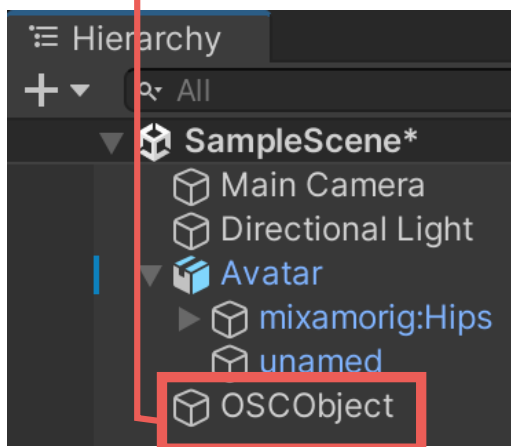 Hierarchy
All
SampleScene*
Main Camera
Directional Light
Avatar
mixamorig:Hips
unamed
OSCObject